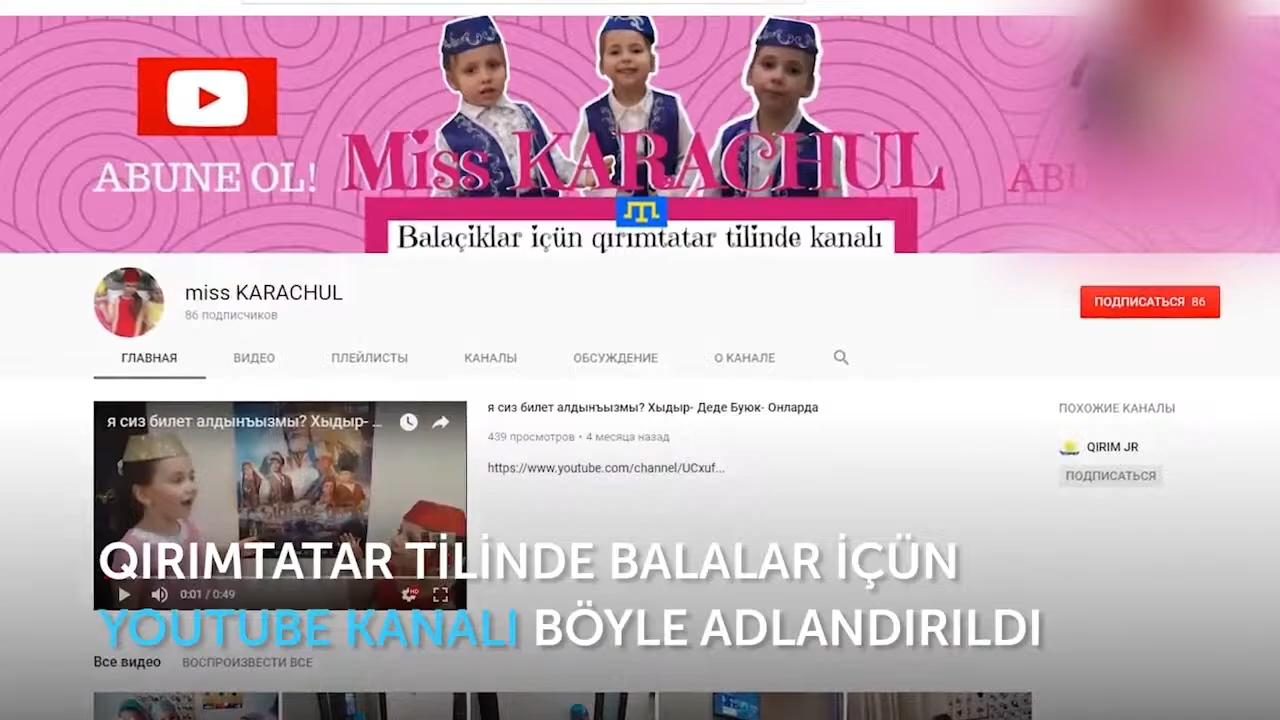 ABUNE OL!
Miss KARACHUL
Balaçiklar içün qırımtatar tilinde kanalı
miss KARACHUL
86 подписчиков
ПОДПИСАТЬСЯ 86
ГЛАВНАЯ
ВИДЕО
ПЛЕЙЛИСТЫ
КАНАЛЫ
ОБСУЖДЕНИЕ
О КАНАЛЕ
я сиз билет алдынъызмы? Хыдыр- ...
я сиз билет алдынъызмы? Хыдыр- Деде Буюк- Онларда
439 просмотров • 4 месяца назад
https://www.youtube.com/channel/UCxuf...
ПОХОЖИЕ КАНАЛЫ
QIRIM JR
ПОДПИСАТЬСЯ
QIRIMTATAR TİLİNDE BALALAR İÇÜN
0:01 / 0:49
HD
YOUTUBE KANALI BÖYLE ADLANDIRILDI
Все видео
ВОСПРОИЗВЕСТИ ВСЕ